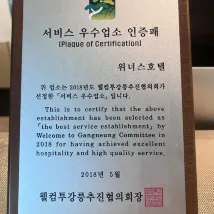 서비스 우수업소 인증패
(Plaque of Certification)
위너스호텔
귀 업소는 2018년도 웰컴투강릉추진협의회가
선정한 「서비스 우수업소」입니다.
This is to certify that the above
establishment has been selected as
「the best service establishment」 by
Welcome to Gangneung Committee in
2018 for having achieved excellent
hospitality and high quality service.
2018년 5월
웰컴투강릉추진협의회장